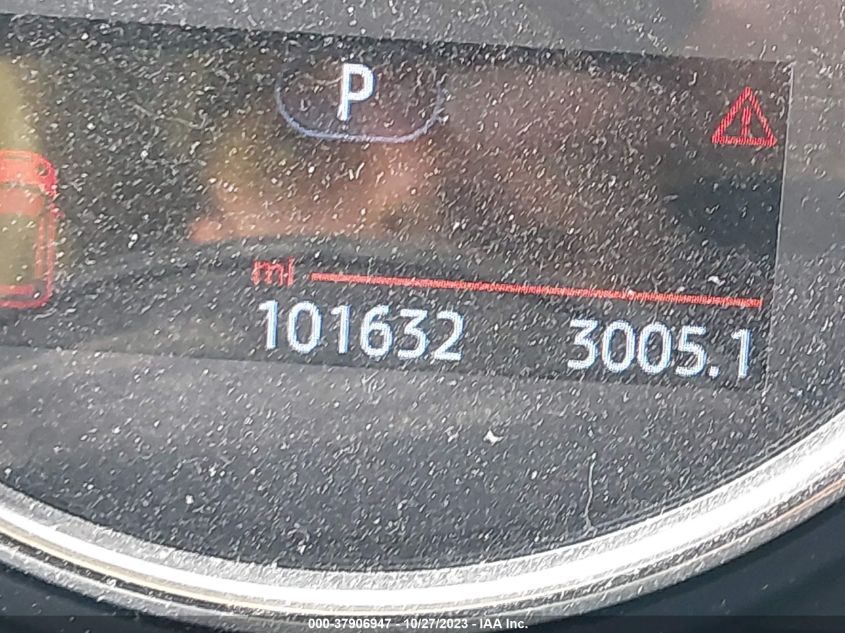 P
mi
101632 3005.1
000-37906947 - 10/27/2023 - IAA Inc.